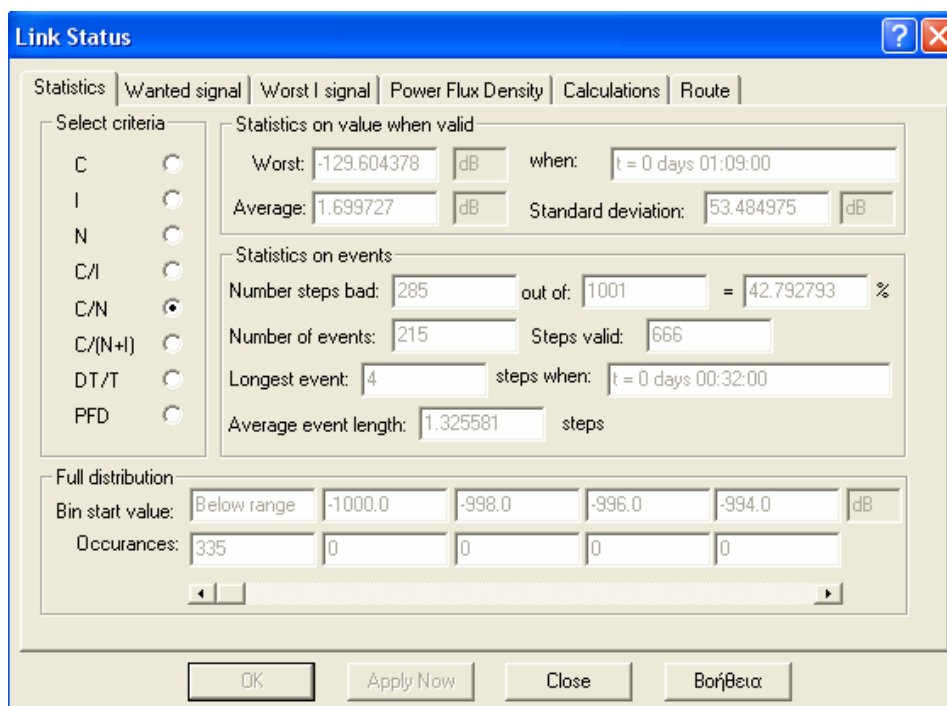 Link Status
Statistics Wanted signal Worst I signal Power Flux Density Calculations Route
Select criteria
C
I
N
C/I
C/N
C/(N+I)
DT/T
PFD
Statistics on value when valid
Worst: -129.604378 dB when: t = 0 days 01:09:00
Average: 1.699727 dB Standard deviation: 53.484975 dB
Statistics on events
Number steps bad: 285 out of: 1001 = 42.792793 %
Number of events: 215 Steps valid: 666
Longest event: 4 steps when: t = 0 days 00:32:00
Average event length: 1.325581 steps
Full distribution
Bin start value: Below range -1000.0 -998.0 -996.0 -994.0 dB
Occurances: 335 0 0 0 0
OK Apply Now Close Βοήθεια